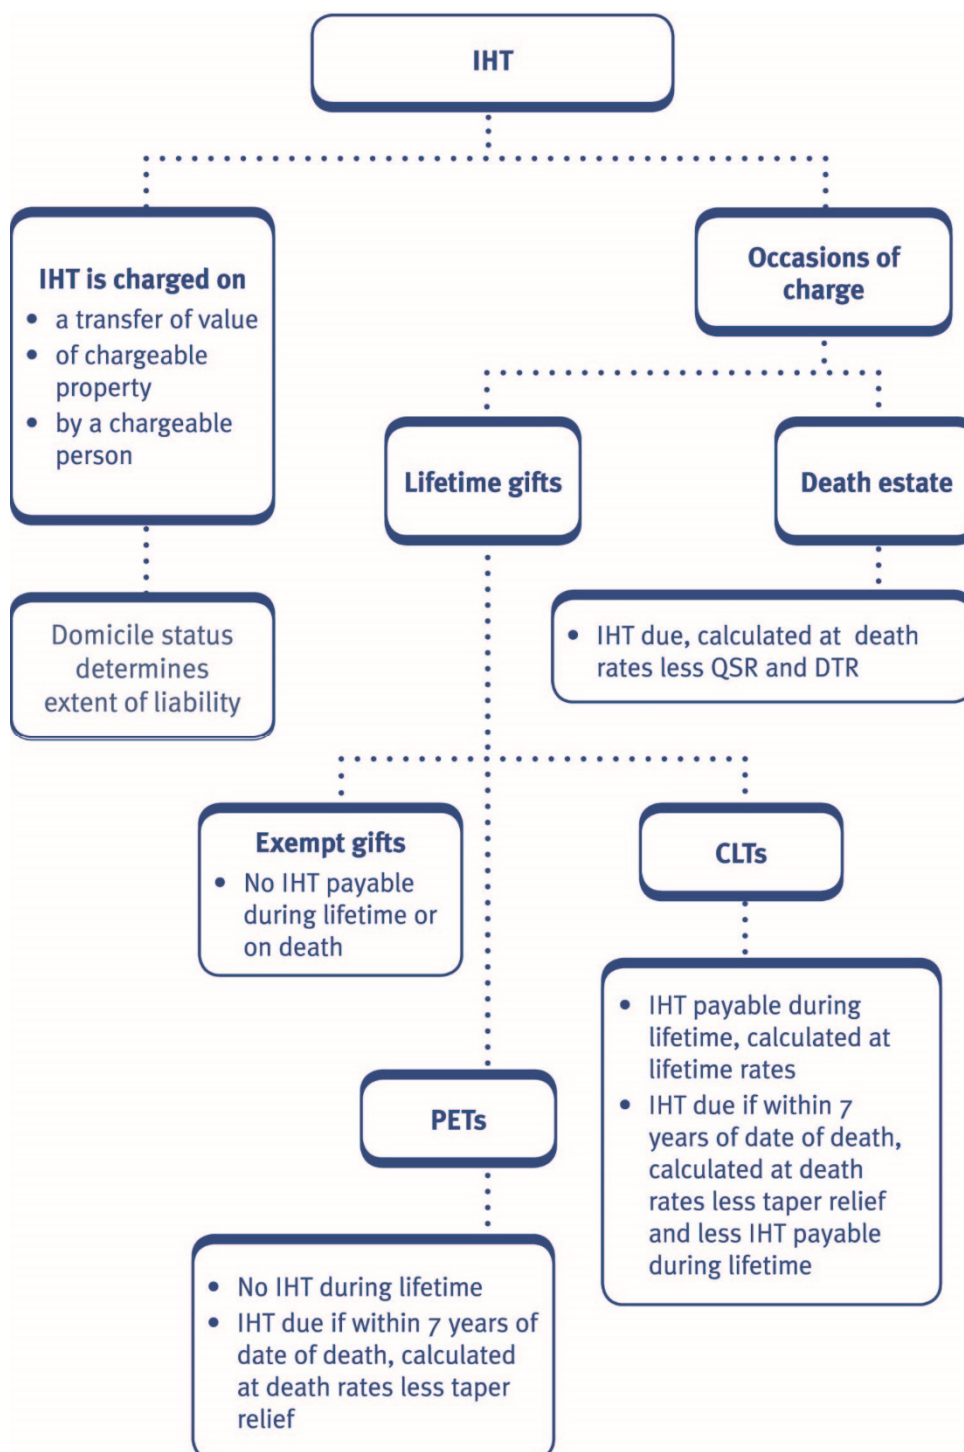 IHT
IHT is charged on
• a transfer of value
• of chargeable
property
• by a chargeable
person
Domicile status
determines
extent of liability
Occasions of
charge
Lifetime gifts
Death estate
• IHT due, calculated at death
rates less QSR and DTR
Exempt gifts
• No IHT payable
during lifetime or
on death
PETs
• No IHT during lifetime
• IHT due if within 7 years of
date of death, calculated
at death rates less taper
relief
CLTs
• IHT payable during
lifetime, calculated at
lifetime rates
• IHT due if within 7
years of date of death,
calculated at death
rates less taper relief
and less IHT payable
during lifetime